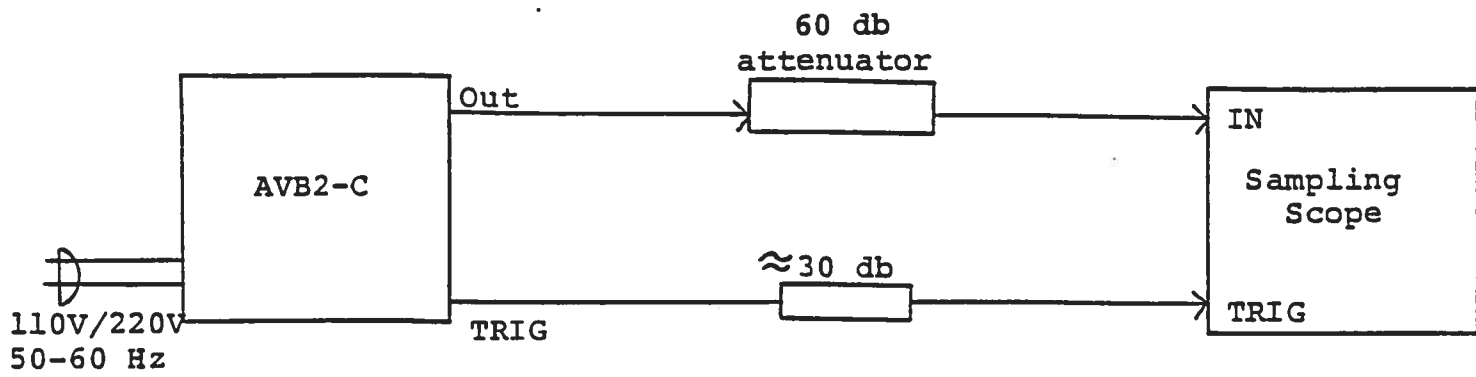 60 db
attenuator
Out
IN
AVB2-C
Sampling
Scope
≈30 db
110V/220V
50-60 Hz
TRIG
TRIG